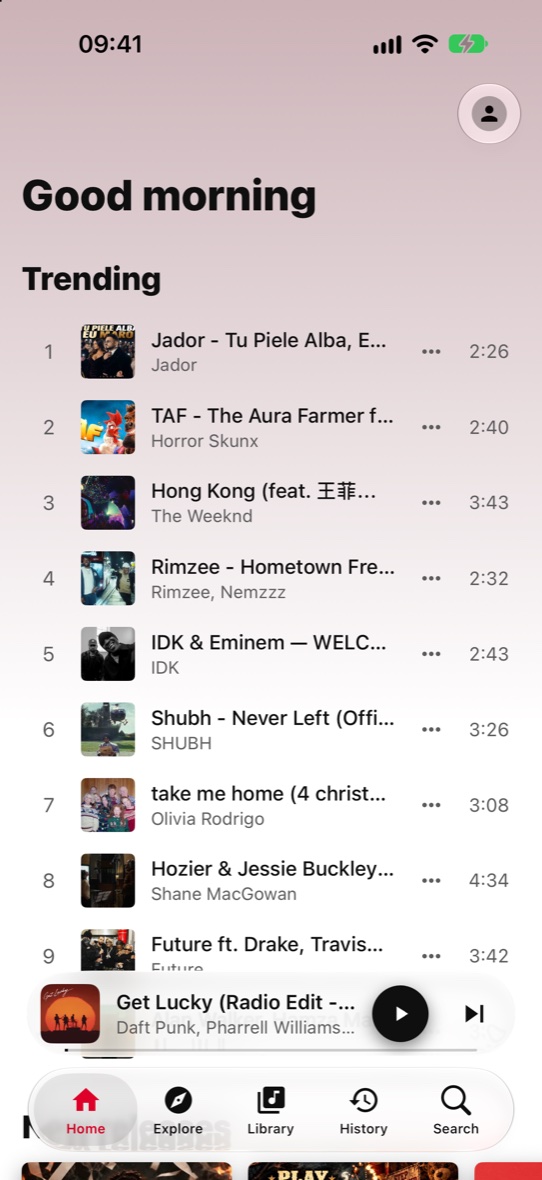 09:41
Good morning
Trending
1
Jador - Tu Piele Alba, E...
Jador
2:26
2
TAF - The Aura Farmer f...
Horror Skunx
2:40
3
Hong Kong (feat. 王菲...
The Weeknd
3:43
4
Rimzee - Hometown Fre...
Rimzee, Nemzzz
2:32
5
IDK & Eminem — WELC...
IDK
2:43
6
Shubh - Never Left (Offi...
SHUBH
3:26
7
take me home (4 christ...
Olivia Rodrigo
3:08
8
Hozier & Jessie Buckley...
Shane MacGowan
4:34
9
Future ft. Drake, Travis...
Future
3:42
Get Lucky (Radio Edit -...
Daft Punk, Pharrell Williams...
Home
Explore
Library
History
Search
PLAY